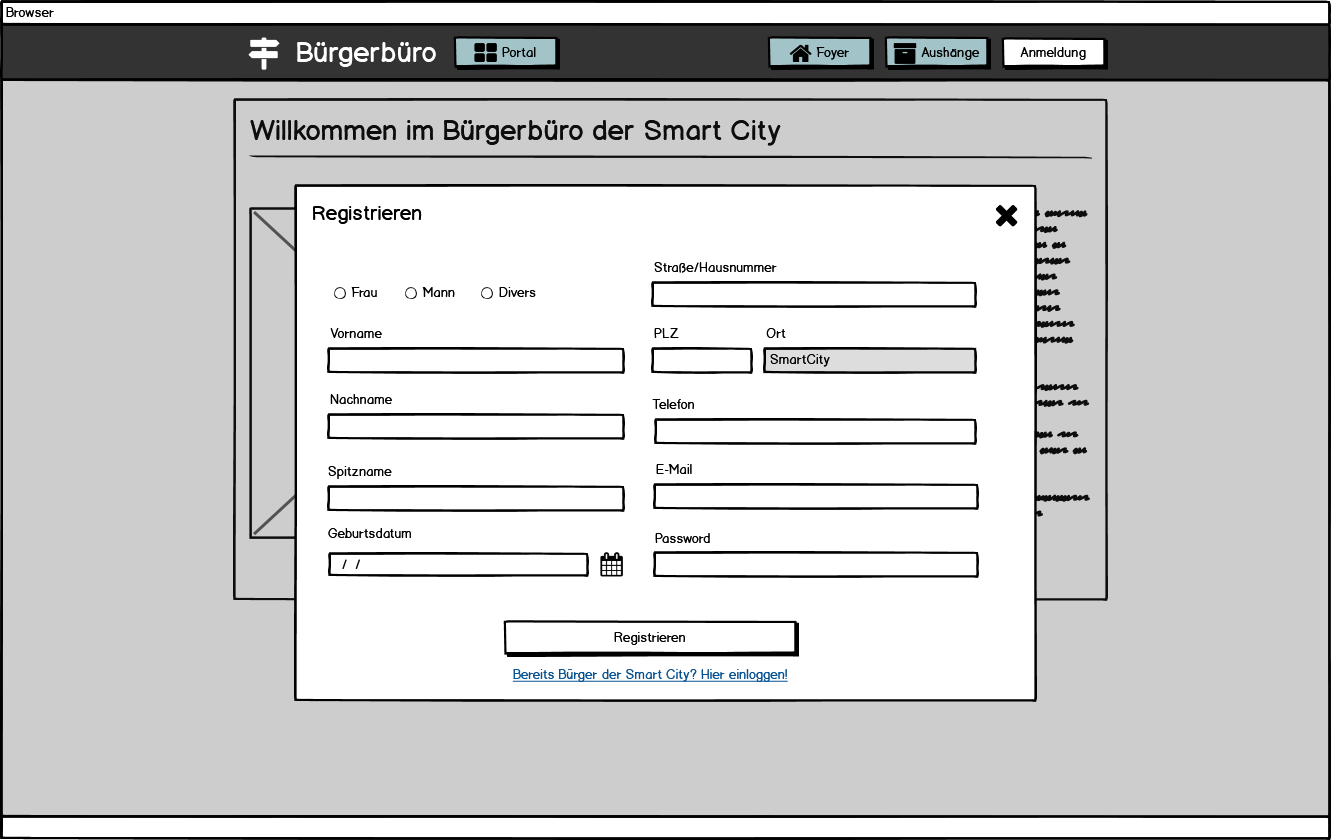 Browser
Bürgerbüro
Portal
Foyer
Aushänge
Anmeldung
Willkommen im Bürgerbüro der Smart City
Registrieren
Frau
Mann
Divers
Vorname
Nachname
Spitzname
Geburtsdatum
/ /
Straße/Hausnummer
PLZ
Ort
SmartCity
Telefon
E-Mail
Password
Registrieren
Bereits Bürger der Smart City? Hier einloggen!